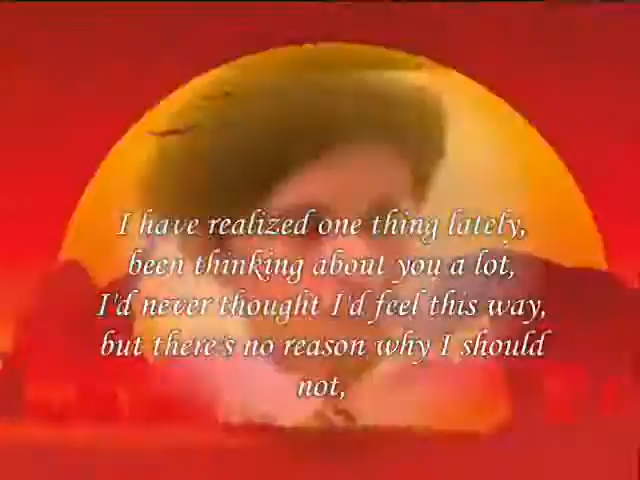 I have realized one thing lately,
been thinking about you a lot,
I'd never thought I'd feel this way,
but there's no reason why I should
not,